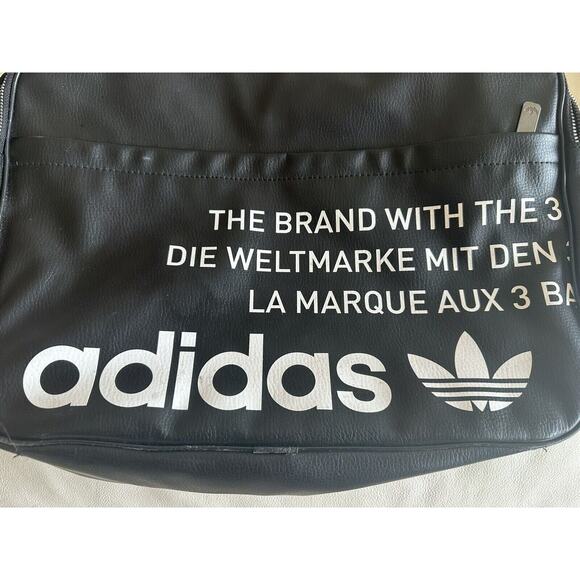 THE BRAND WITH THE 3
DIE WELTMARKE MIT DEN 3
LA MARQUE AUX 3 BA
adidas